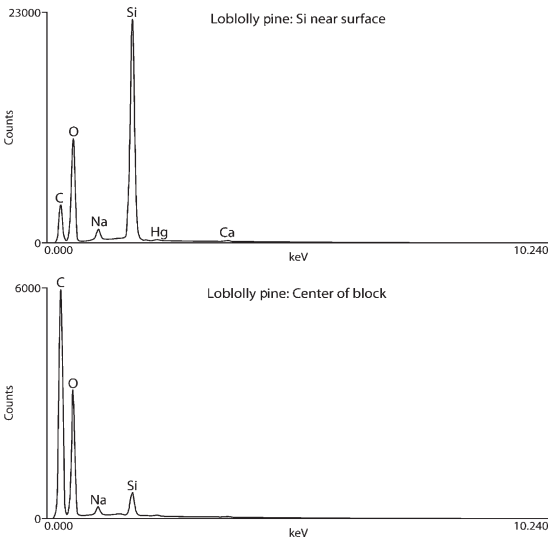 23000
Si
Loblolly pine: Si near surface
Counts
O
C
Na
Hg
Ca
0
0.000
keV
10.240
6000
C
Loblolly pine: Center of block
Counts
O
Na
Si
0
0.000
keV
10.240